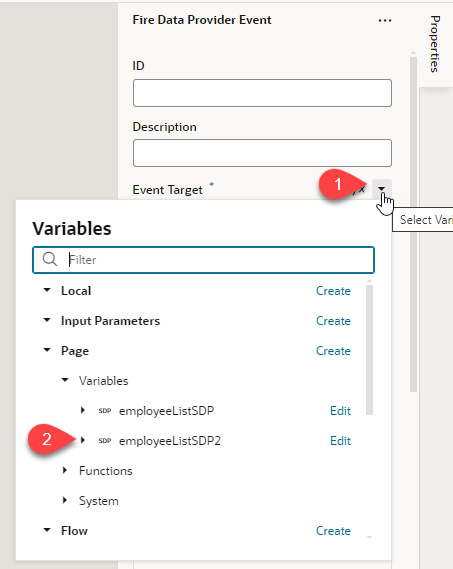 Fire Data Provider Event
Properties
ID
Description
Event Target *
1
Select Vari
Variables
Filter
Local Create
Input Parameters Create
Page Create
Variables
SDP employeeListSDP Edit
2 SDP employeeListSDP2 Edit
Functions
System
Flow Create